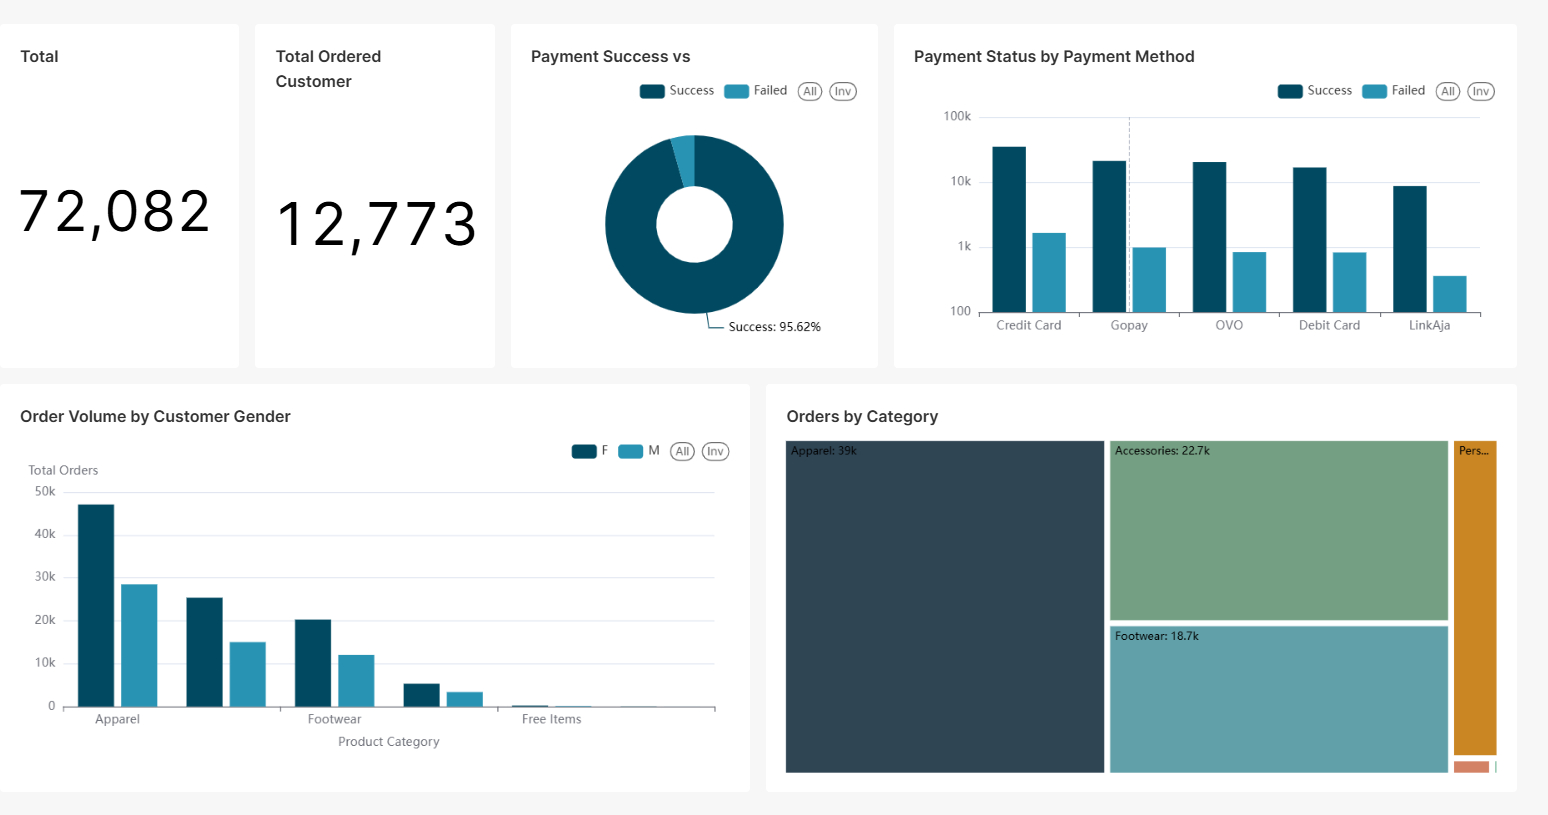 Total
72,082
Total Ordered
Customer
12,773
Payment Success vs
Success Failed All Inv
Success: 95.62%
Payment Status by Payment Method
Success Failed All Inv
100k
10k
1k
100
Credit Card Gopay OVO Debit Card LinkAja
Order Volume by Customer Gender
F M All Inv
Total Orders
50k
40k
30k
20k
10k
0
Apparel Footwear Free Items
Product Category
Orders by Category
Apparel: 39k
Accessories: 22.7k
Pers...
Footwear: 18.7k